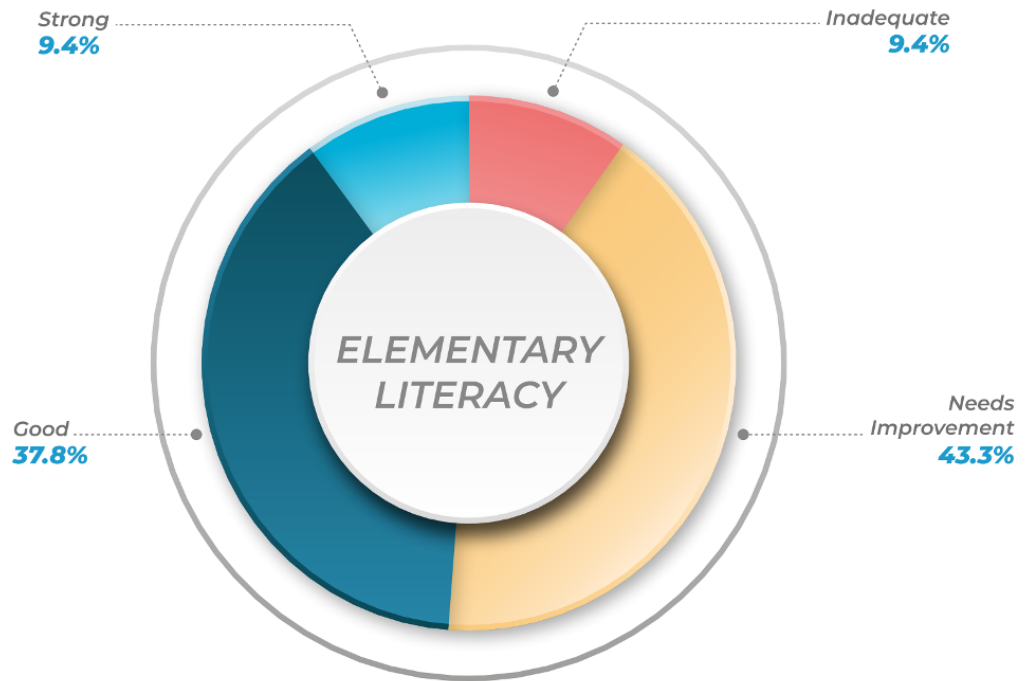 Strong
9.4%
Inadequate
9.4%
ELEMENTARY
LITERACY
Good
37.8%
Needs
Improvement
43.3%